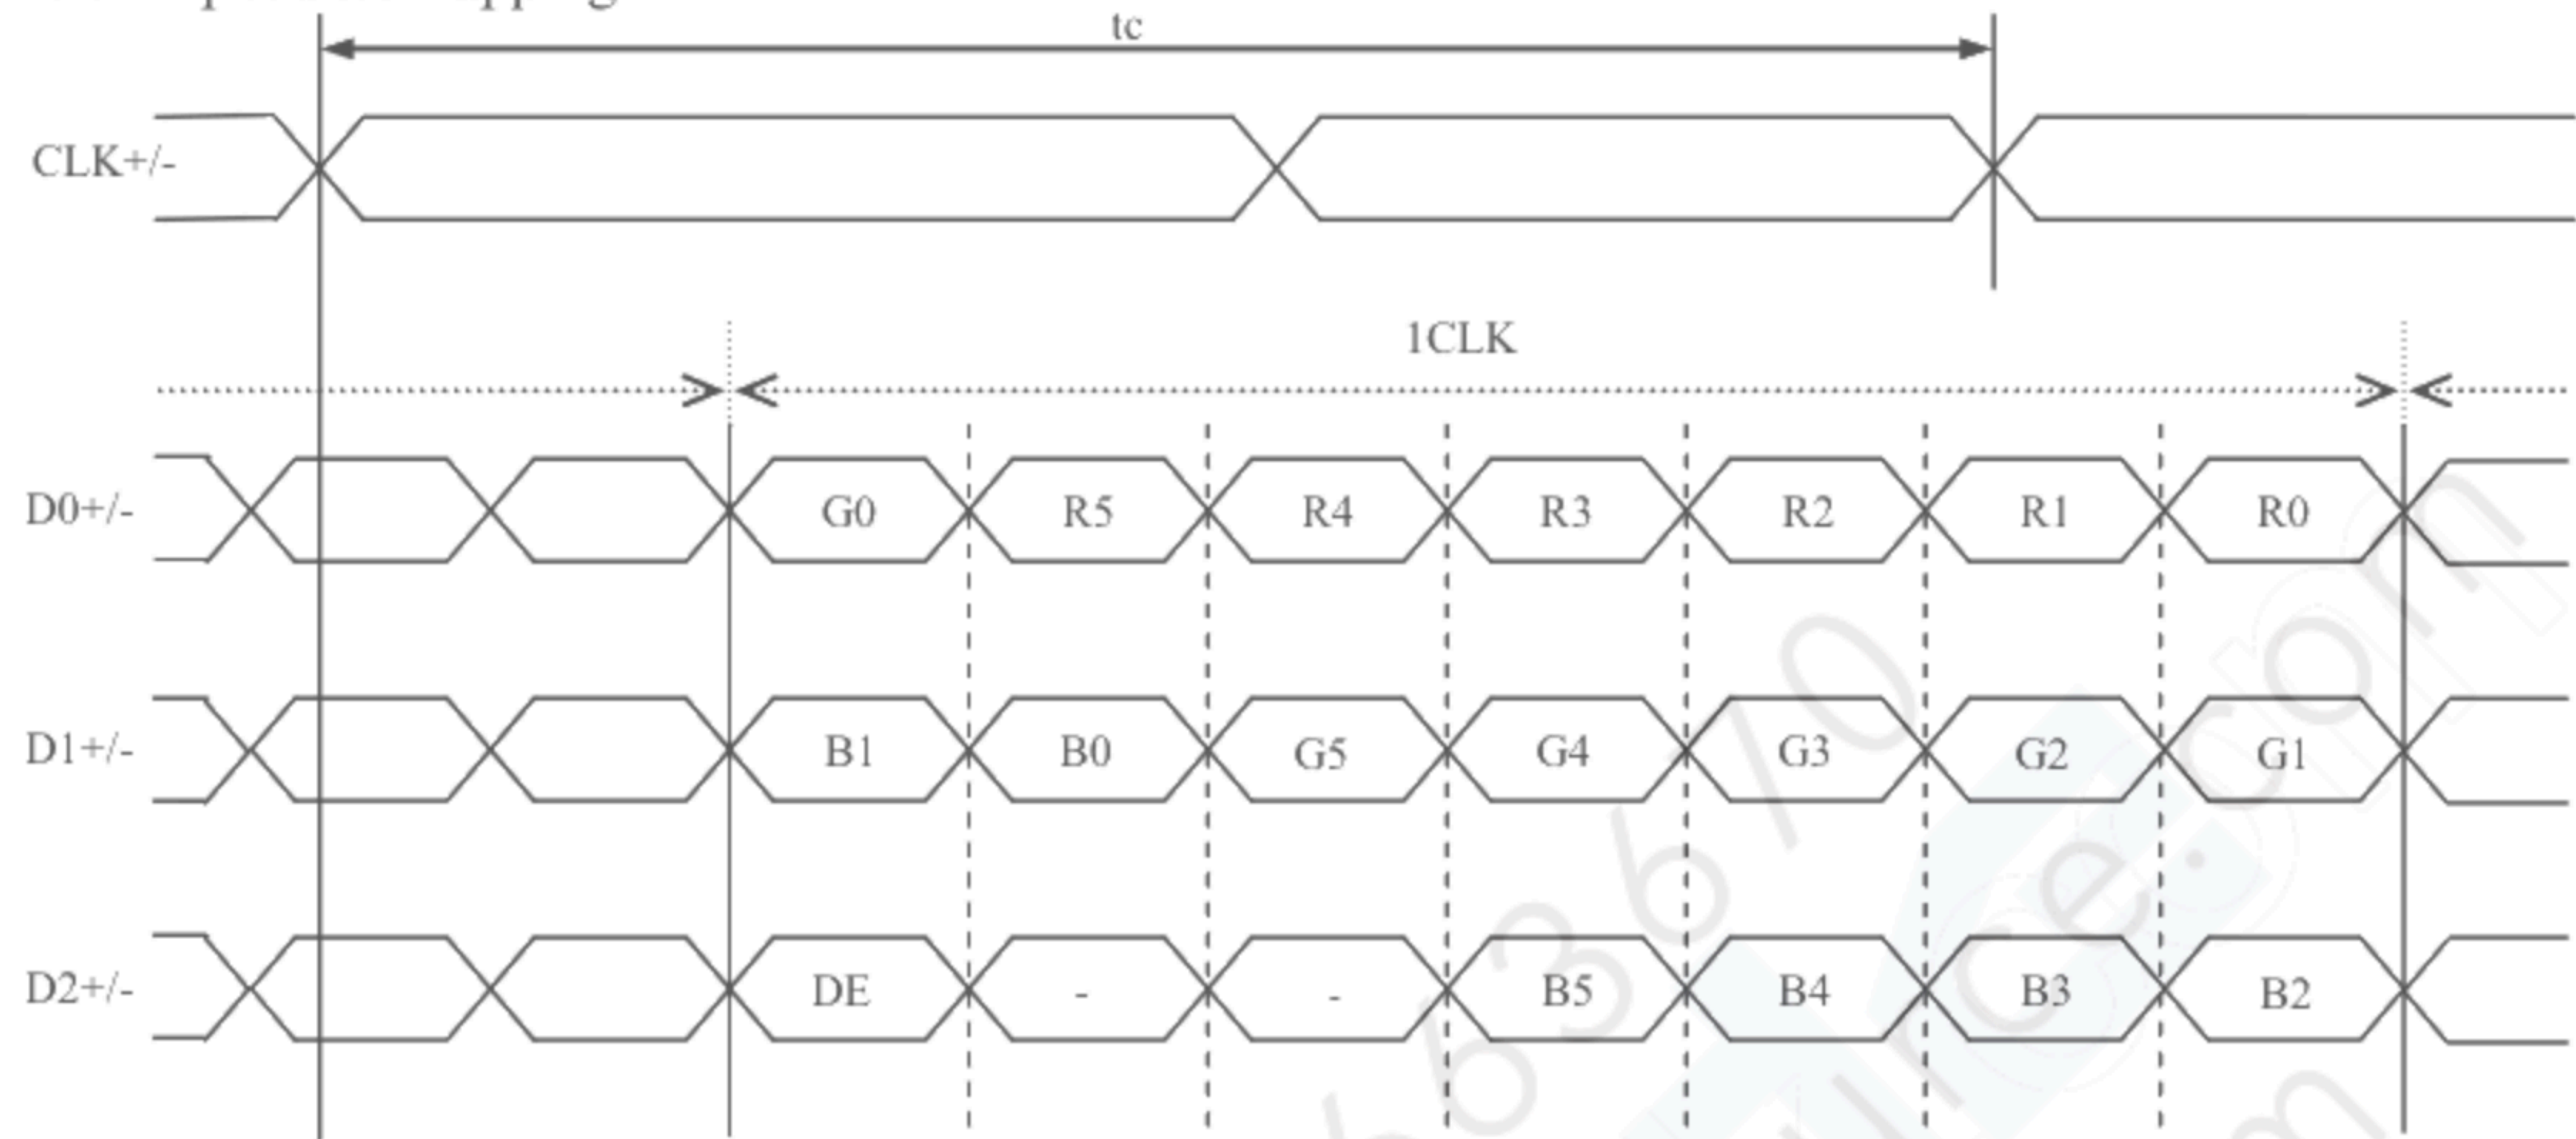 tc
CLK+/-
1CLK
D0+/- G0 R5 R4 R3 R2 R1 R0
D1+/- B1 B0 G5 G4 G3 G2 G1
D2+/- DE - - B5 B4 B3 B2